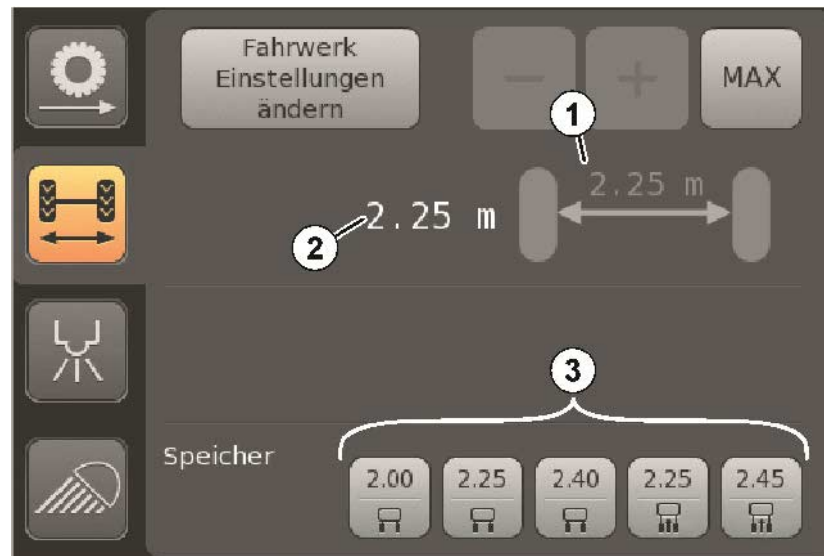 Fahrwerk
Einstellungen
ändern
− + MAX
1
2.25 m
2
2.25 m
3
Speicher
2.00 2.25 2.40 2.25 2.45